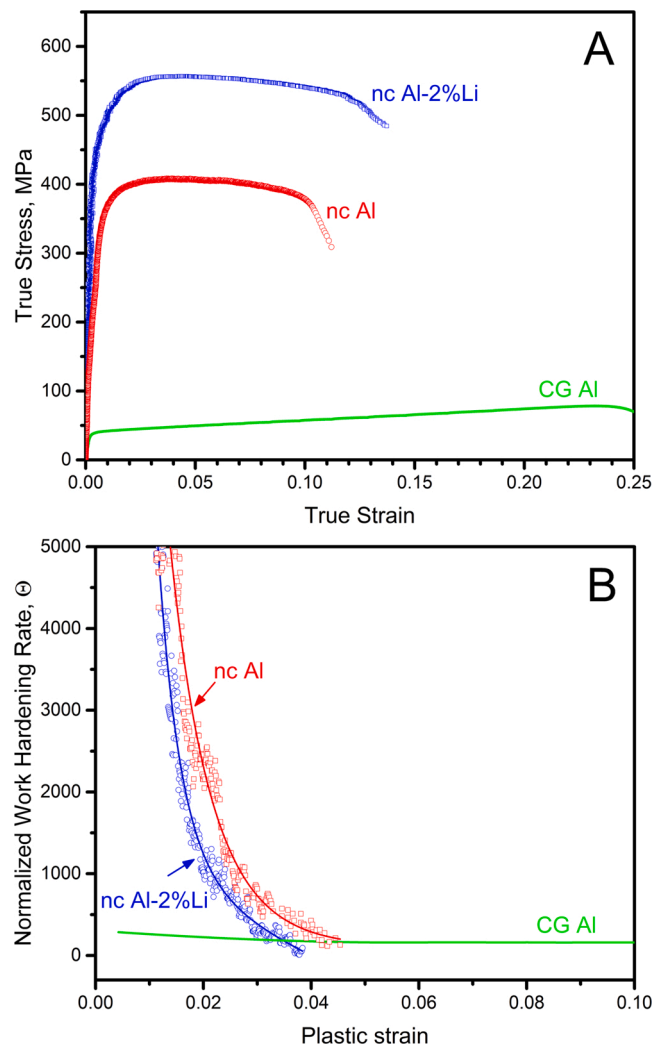 A
600
500
400
300
200
100
0
True Stress, MPa
nc Al-2%Li
nc Al
CG Al
0.00 0.05 0.10 0.15 0.20 0.25
True Strain
B
5000
4000
3000
2000
1000
0
Normalized Work Hardening Rate, Θ
nc Al
nc Al-2%Li
CG Al
0.00 0.02 0.04 0.06 0.08 0.10
Plastic strain